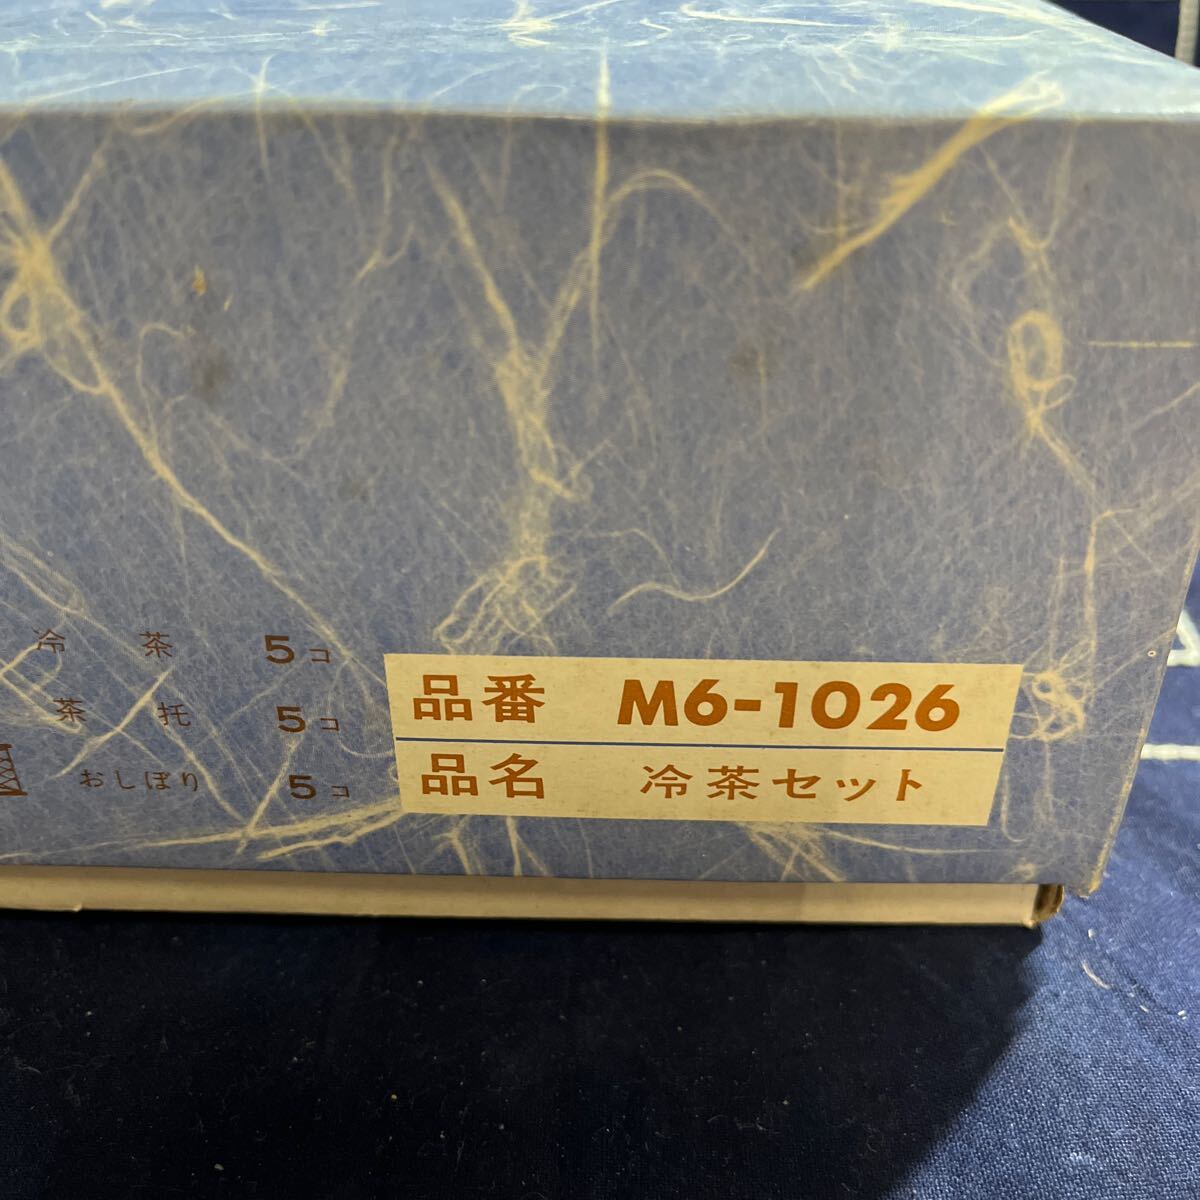 冷茶 5コ
茶托 5コ
おしぼり 5コ
品番 M6-1026
品名 冷茶セット